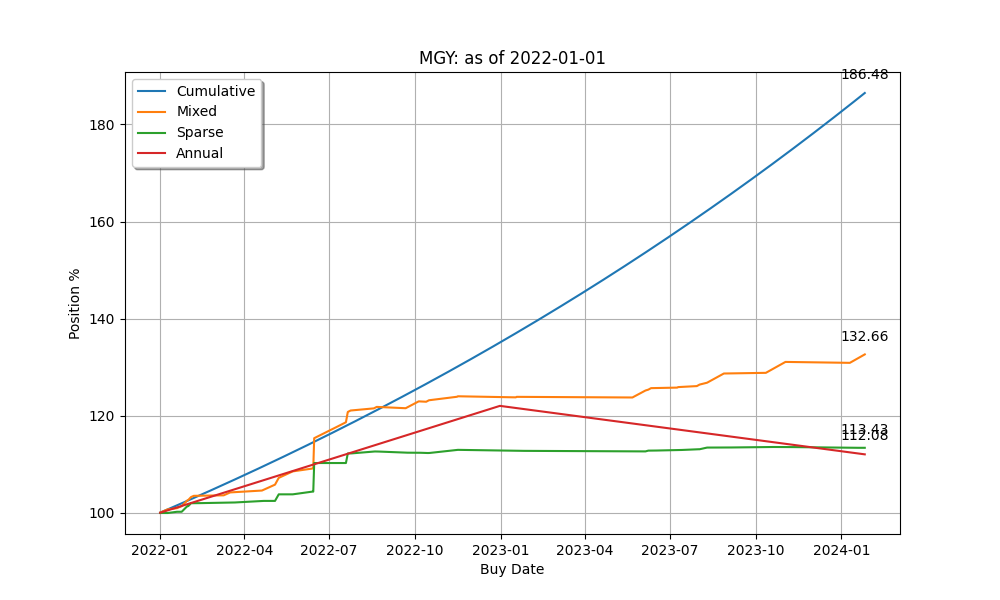 MGY: as of 2022-01-01
186.48
Cumulative
Mixed
Sparse
Annual
180
160
140
120
100
132.66
113.43
112.08
Position %
2022-01
2022-04
2022-07
2022-10
2023-01
2023-04
2023-07
2023-10
2024-01
Buy Date